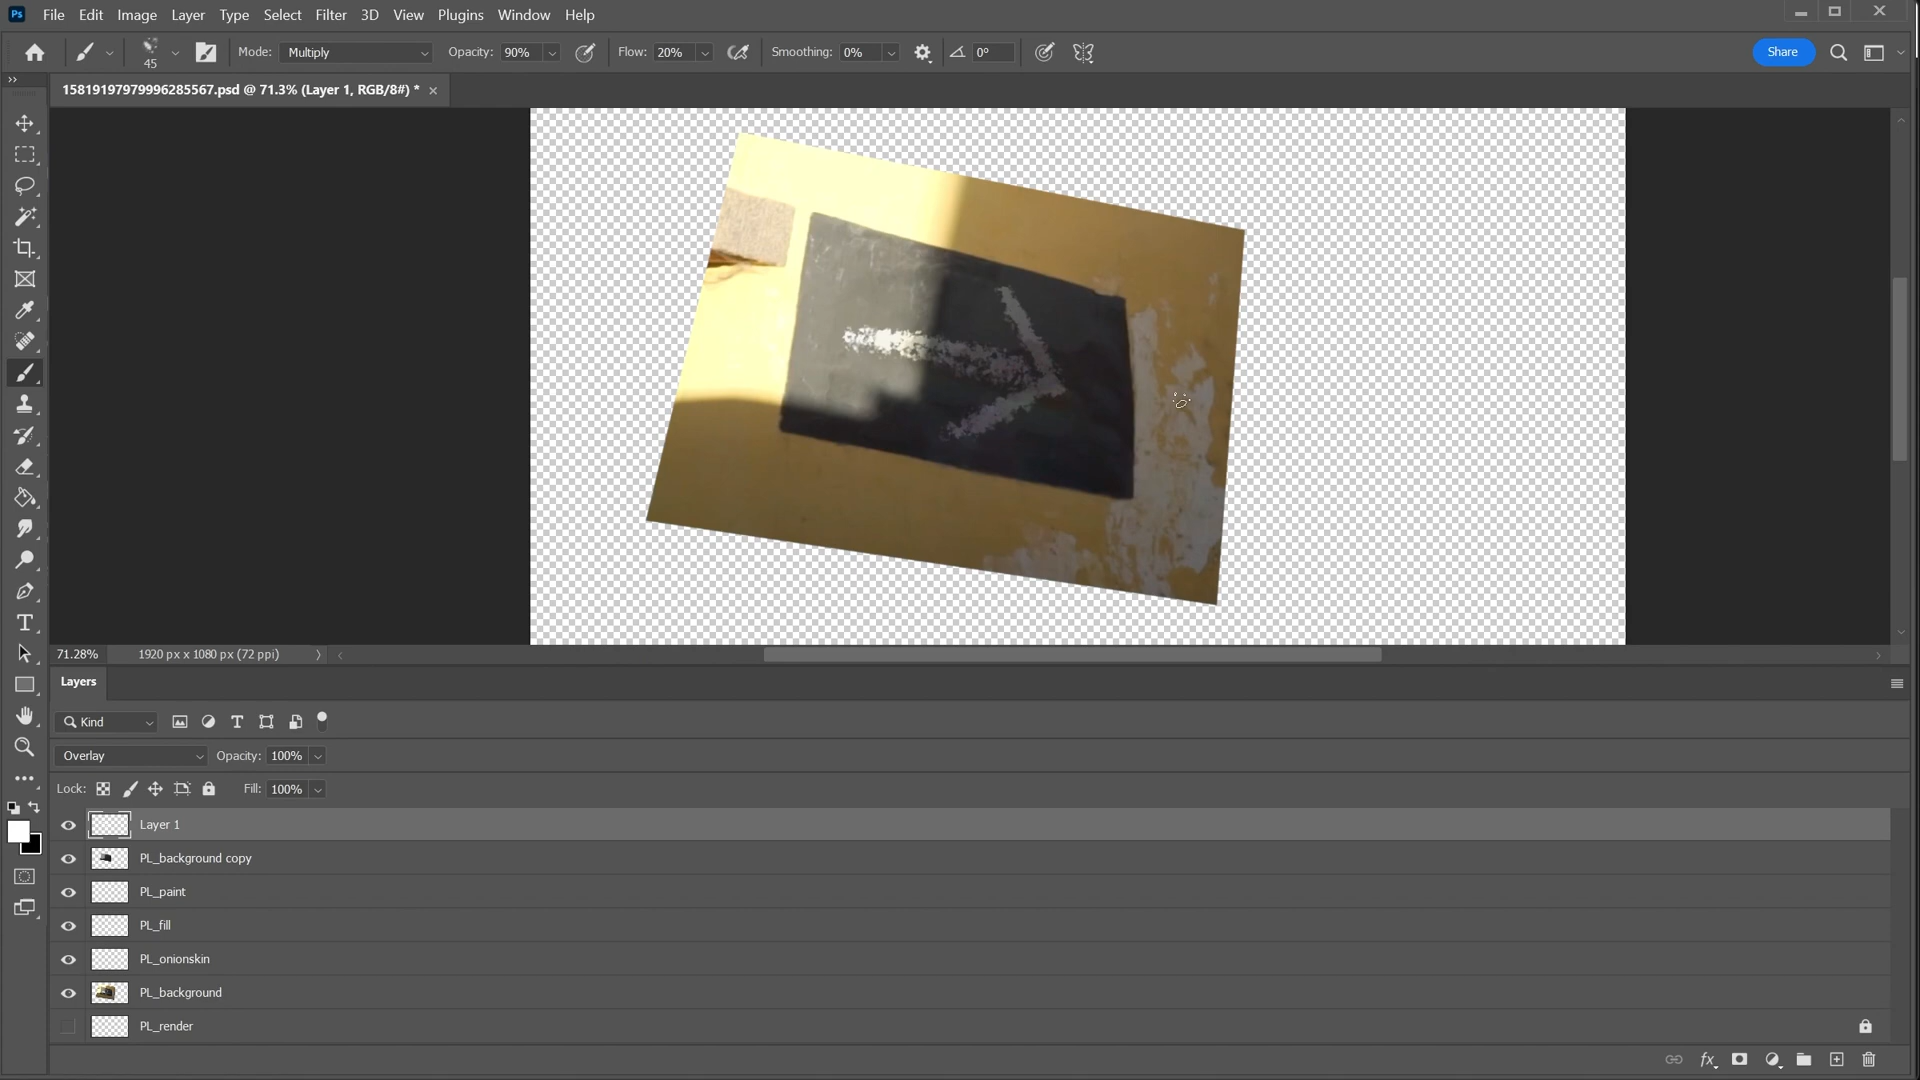 Ps File Edit Image Layer Type Select Filter 3D View Plugins Window Help
45 Mode: Multiply Opacity: 90% Flow: 20% Smoothing: 0% 0° Share
15819197979996285567.psd @ 71.3% (Layer 1, RGB/8#) * ×
71.28% 1920 px x 1080 px (72 ppi)
Layers
Kind
Overlay Opacity: 100%
Lock: Fill: 100%
Layer 1
PL_background copy
PL_paint
PL_fill
PL_onionskin
PL_background
PL_render
fx